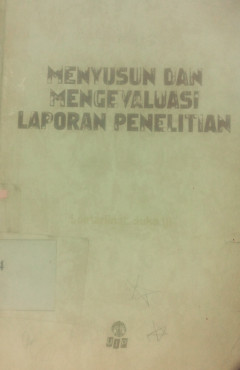 MENYUSUN DAN
MENGEVALUASI
LAPORAN PENELITIAN